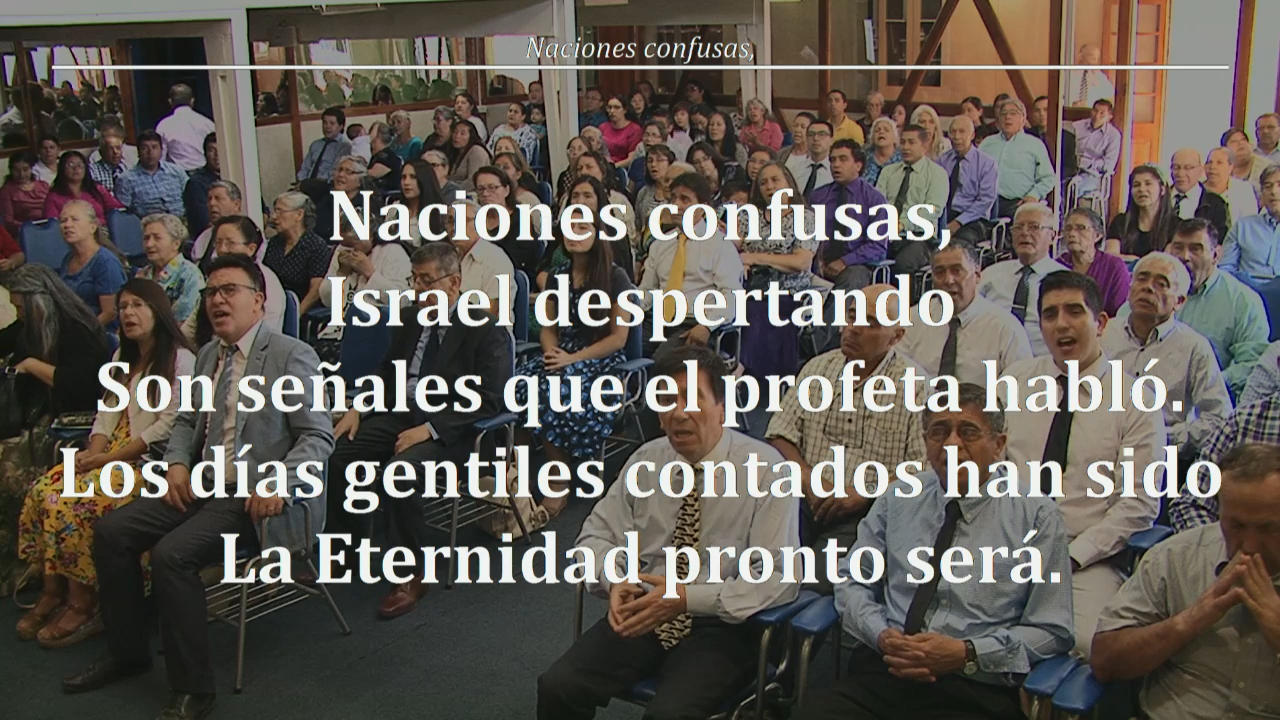 Naciones confusas,
Naciones confusas,
Israel despertando
Son señales que el profeta habló.
Los días gentiles contados han sido
La Eternidad pronto será.